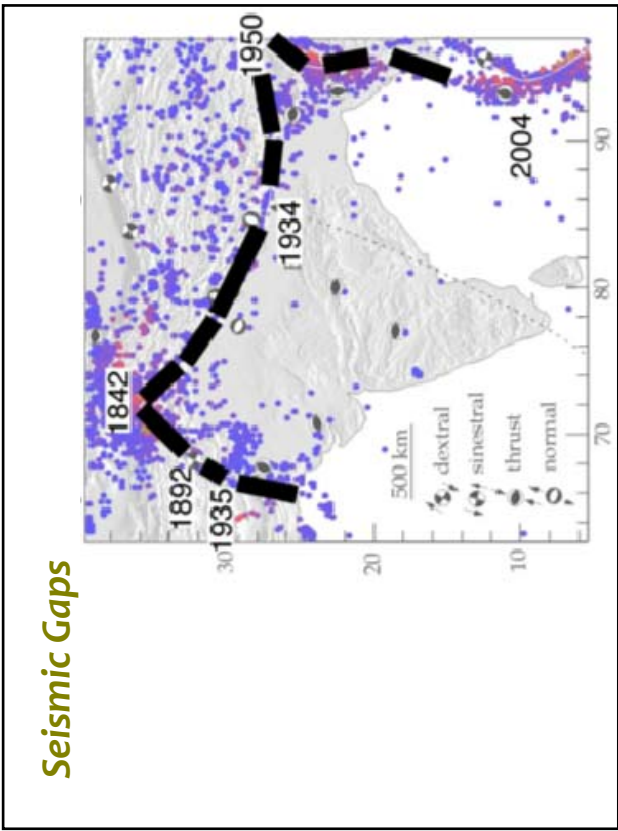 Seismic Gaps
1950
1842
1934
1892
1935
2004
30
20
10
70
80
90
500 km
dextral
sinestral
thrust
normal